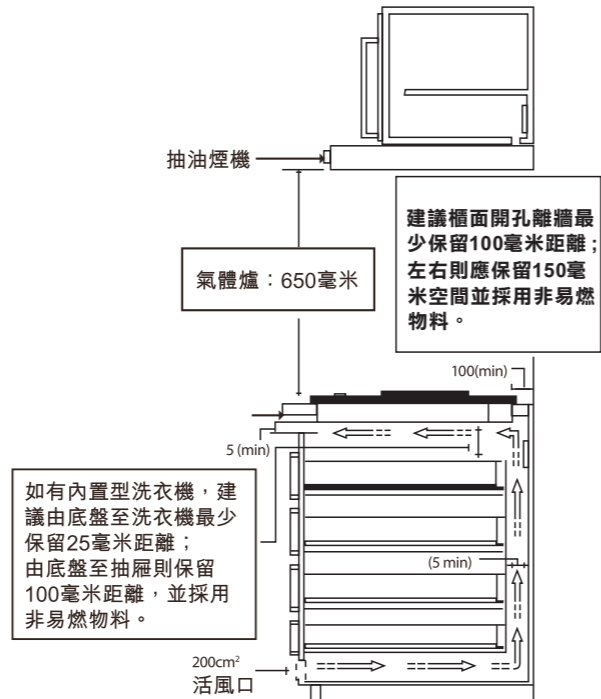 抽油煙機
建議櫃面開孔離牆最
少保留100毫米距離；
左右則應保留150毫
米空間並採用非易燃
物料。
氣體爐：650毫米
100(min)
5 (min)
如有內置型洗衣機，建
議由底盤至洗衣機最少
保留25毫米距離；
由底盤至抽屜則保留
100毫米距離，並採用
非易燃物料。
(5 min)
200cm²
活風口